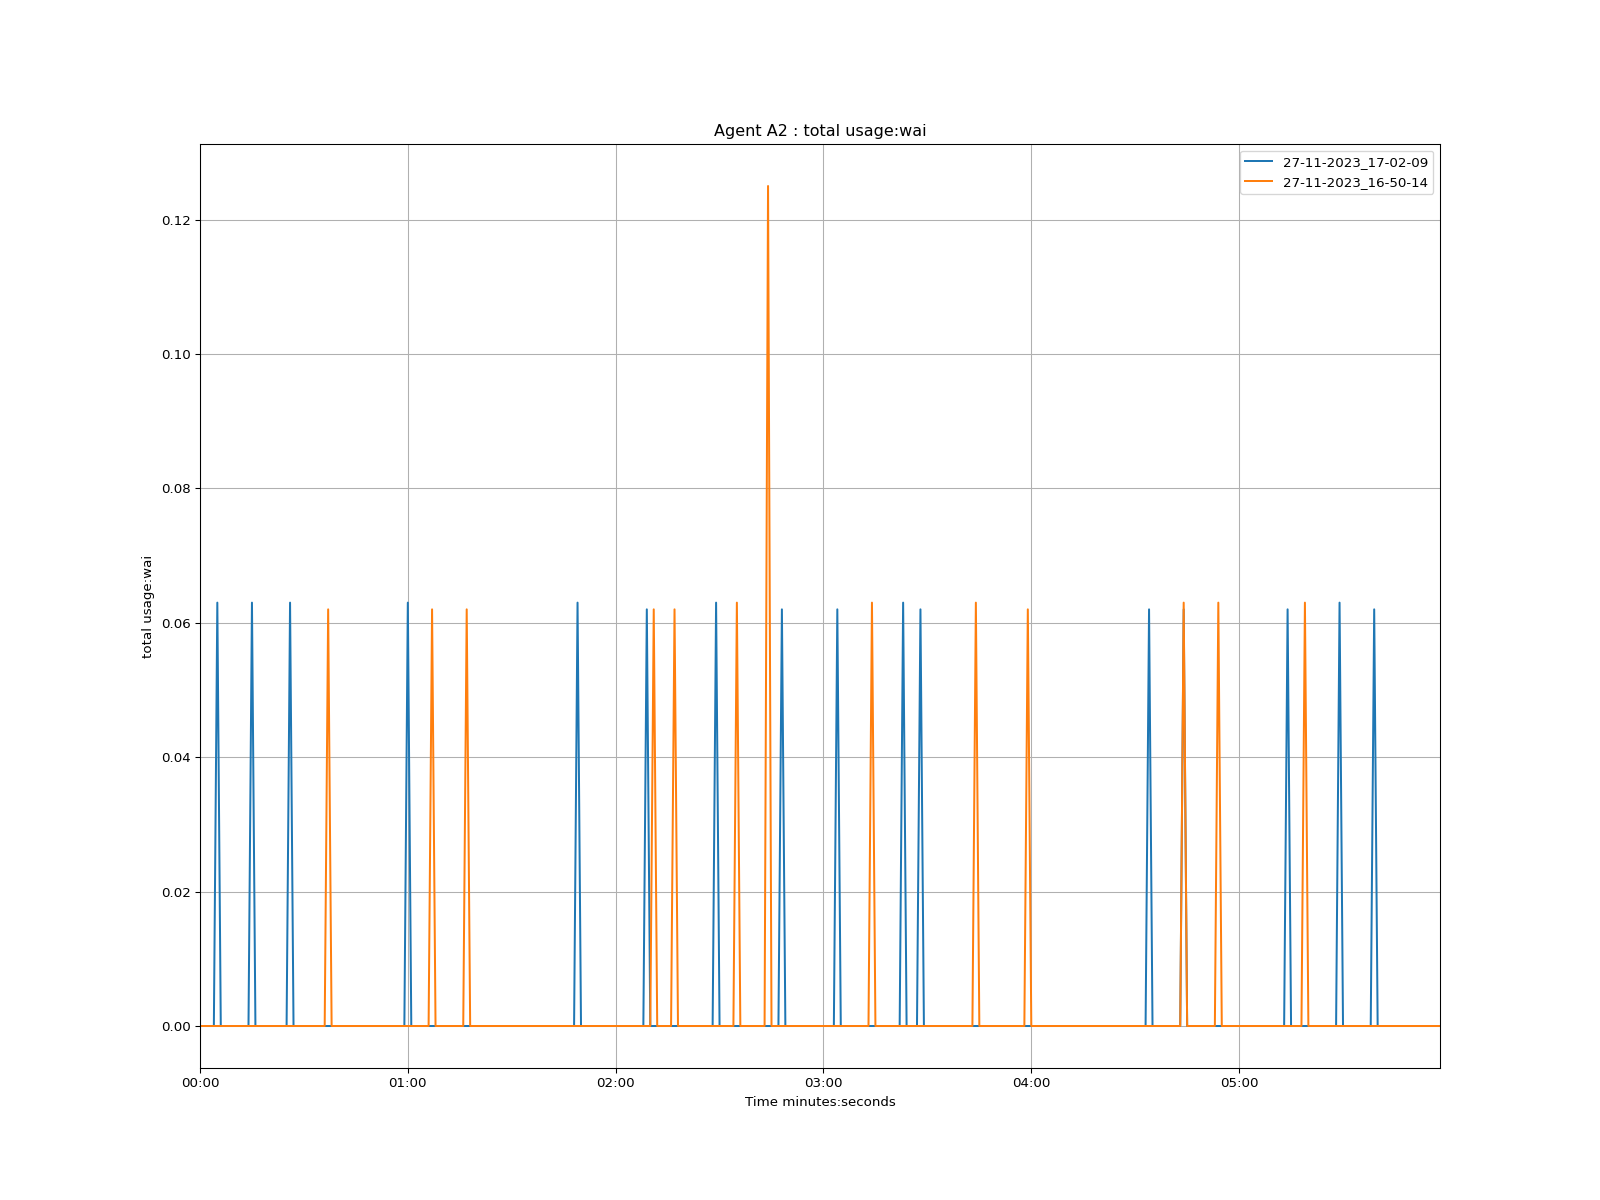 Agent A2 : total usage:wai
27-11-2023_17-02-09
27-11-2023_16-50-14
0.12
0.10
0.08
0.06
0.04
0.02
0.00
total usage:wai
00:00 01:00 02:00 03:00 04:00 05:00
Time minutes:seconds